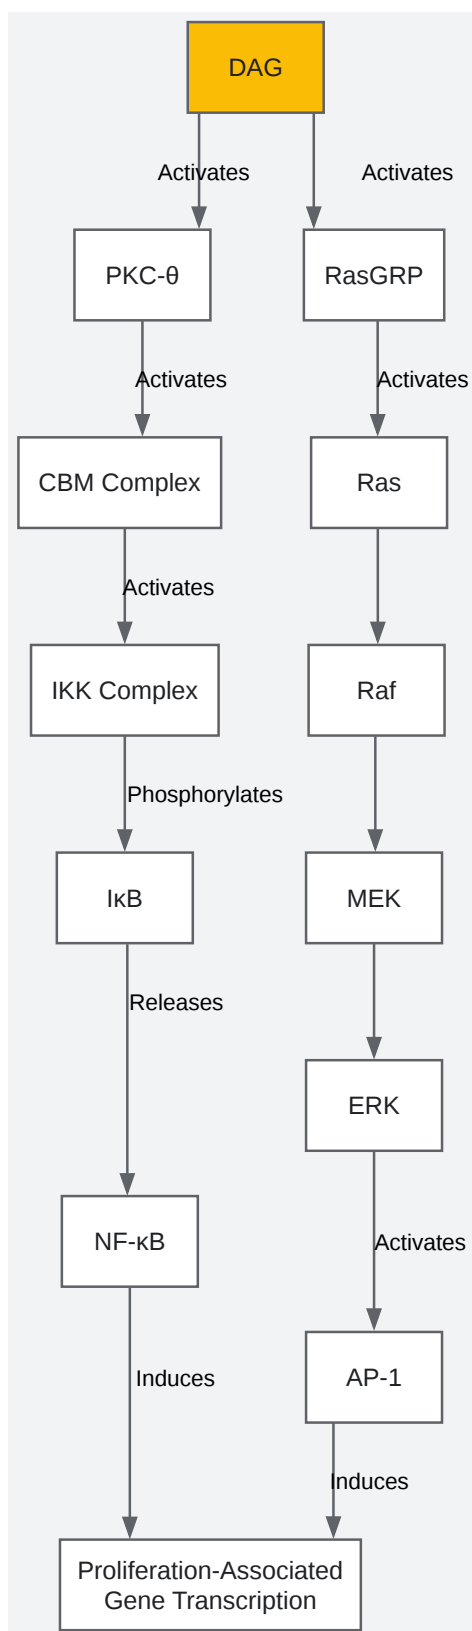 DAG
Activates
Activates
PKC-θ
RasGRP
Activates
Activates
CBM Complex
Ras
Activates
IKK Complex
Raf
Phosphorylates
IκB
MEK
Releases
ERK
NF-κB
Activates
Induces
AP-1
Induces
Proliferation-Associated
Gene Transcription